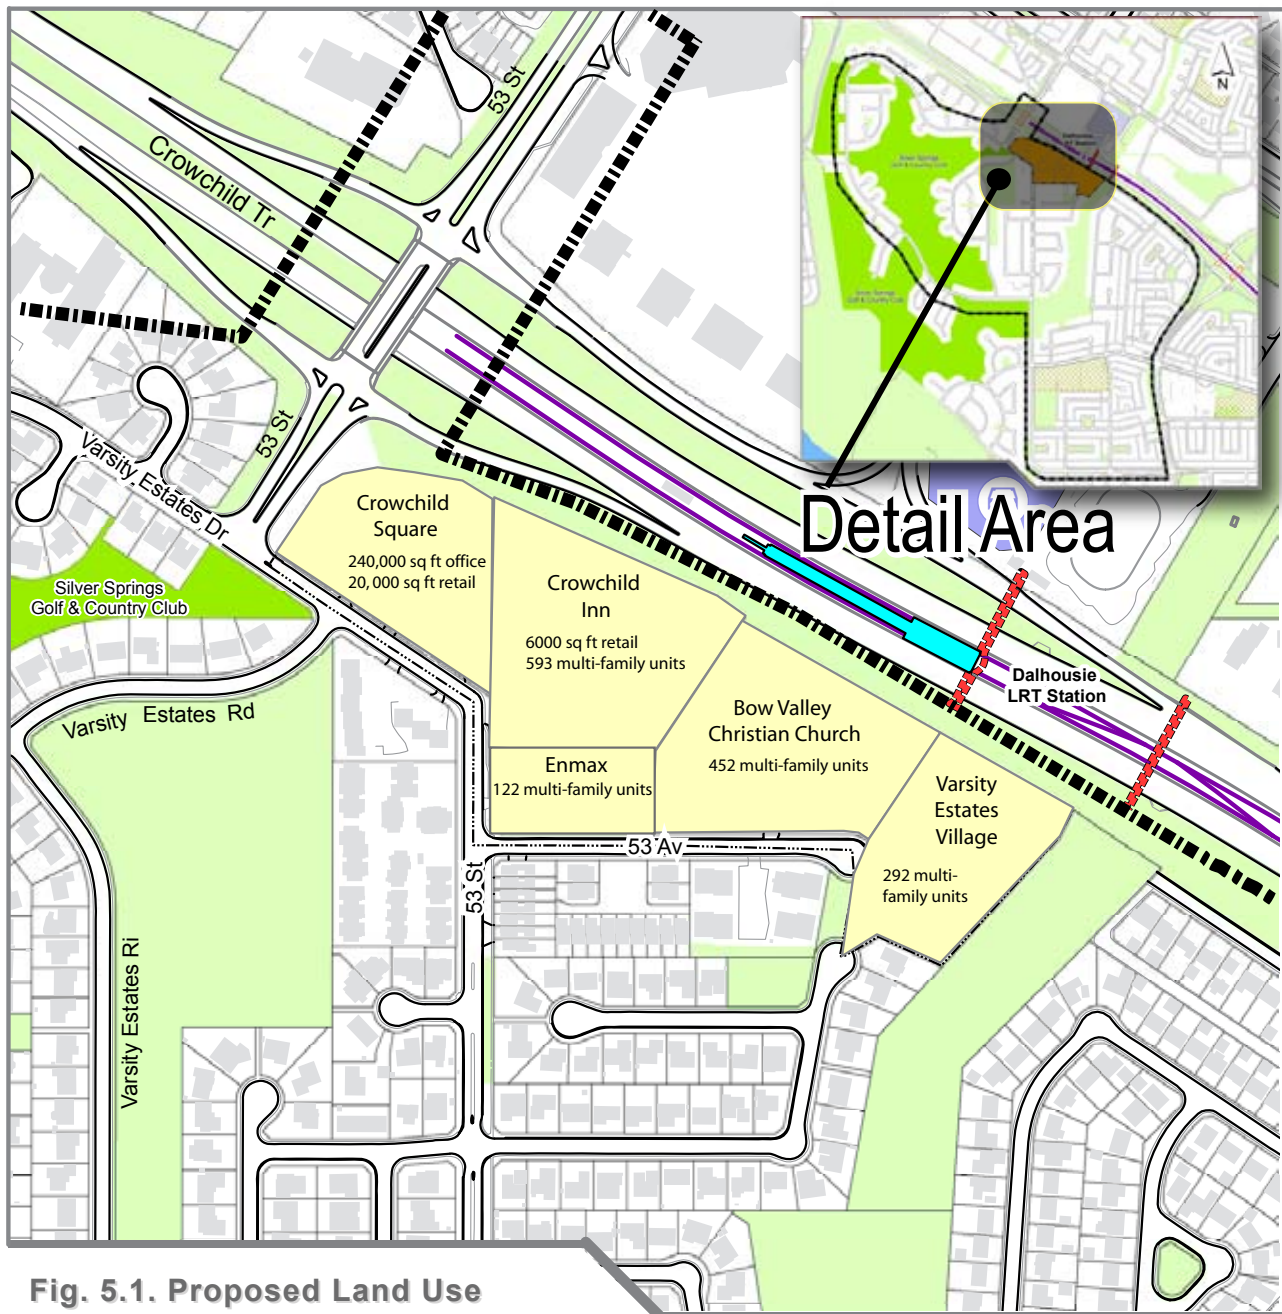 53 St
Crowchild Tr
N
53 St
Varsity Estates Dr
Detail Area
Crowchild
Square
240,000 sq ft office
20,000 sq ft retail
Crowchild
Inn
6000 sq ft retail
593 multi-family units
Silver Springs
Golf & Country Club
Dalhousie
LRT Station
Varsity Estates Rd
Bow Valley
Christian Church
452 multi-family units
Enmax
122 multi-family units
Varsity
Estates
Village
292 multi-
family units
53 Av
53 St
Varsity Estates Ri
Fig. 5.1. Proposed Land Use